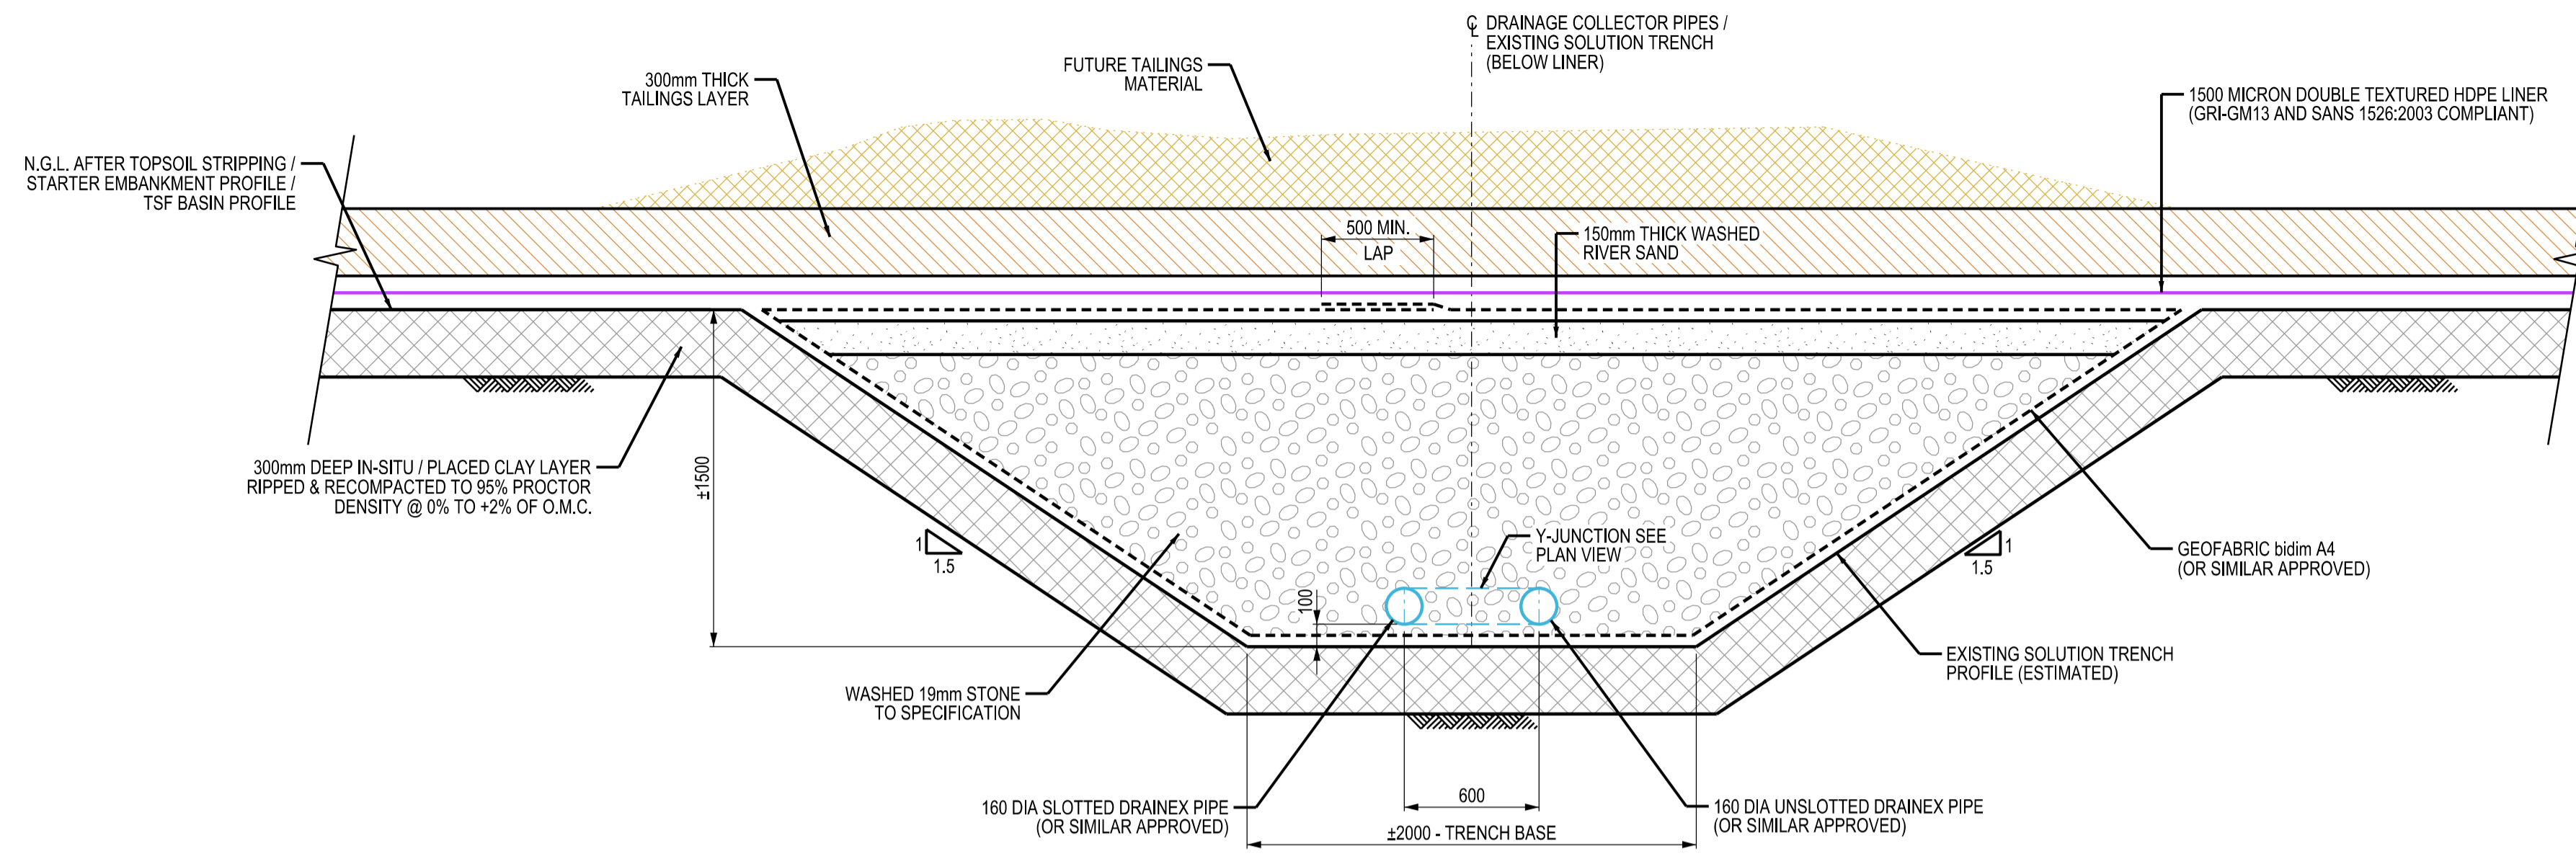 ℄ DRAINAGE COLLECTOR PIPES /
EXISTING SOLUTION TRENCH
(BELOW LINER)
FUTURE TAILINGS
MATERIAL
300mm THICK
TAILINGS LAYER
1500 MICRON DOUBLE TEXTURED HDPE LINER
(GRI-GM13 AND SANS 1526:2003 COMPLIANT)
N.G.L. AFTER TOPSOIL STRIPPING /
STARTER EMBANKMENT PROFILE /
TSF BASIN PROFILE
500 MIN.
LAP
150mm THICK WASHED
RIVER SAND
300mm DEEP IN-SITU / PLACED CLAY LAYER
RIPPED & RECOMPACTED TO 95% PROCTOR
DENSITY @ 0% TO +2% OF O.M.C.
±1500
1
1.5
Y-JUNCTION SEE
PLAN VIEW
1
1.5
GEOFABRIC bidim A4
(OR SIMILAR APPROVED)
100
EXISTING SOLUTION TRENCH
PROFILE (ESTIMATED)
WASHED 19mm STONE
TO SPECIFICATION
160 DIA SLOTTED DRAINEX PIPE
(OR SIMILAR APPROVED)
600
160 DIA UNSLOTTED DRAINEX PIPE
(OR SIMILAR APPROVED)
±2000 - TRENCH BASE